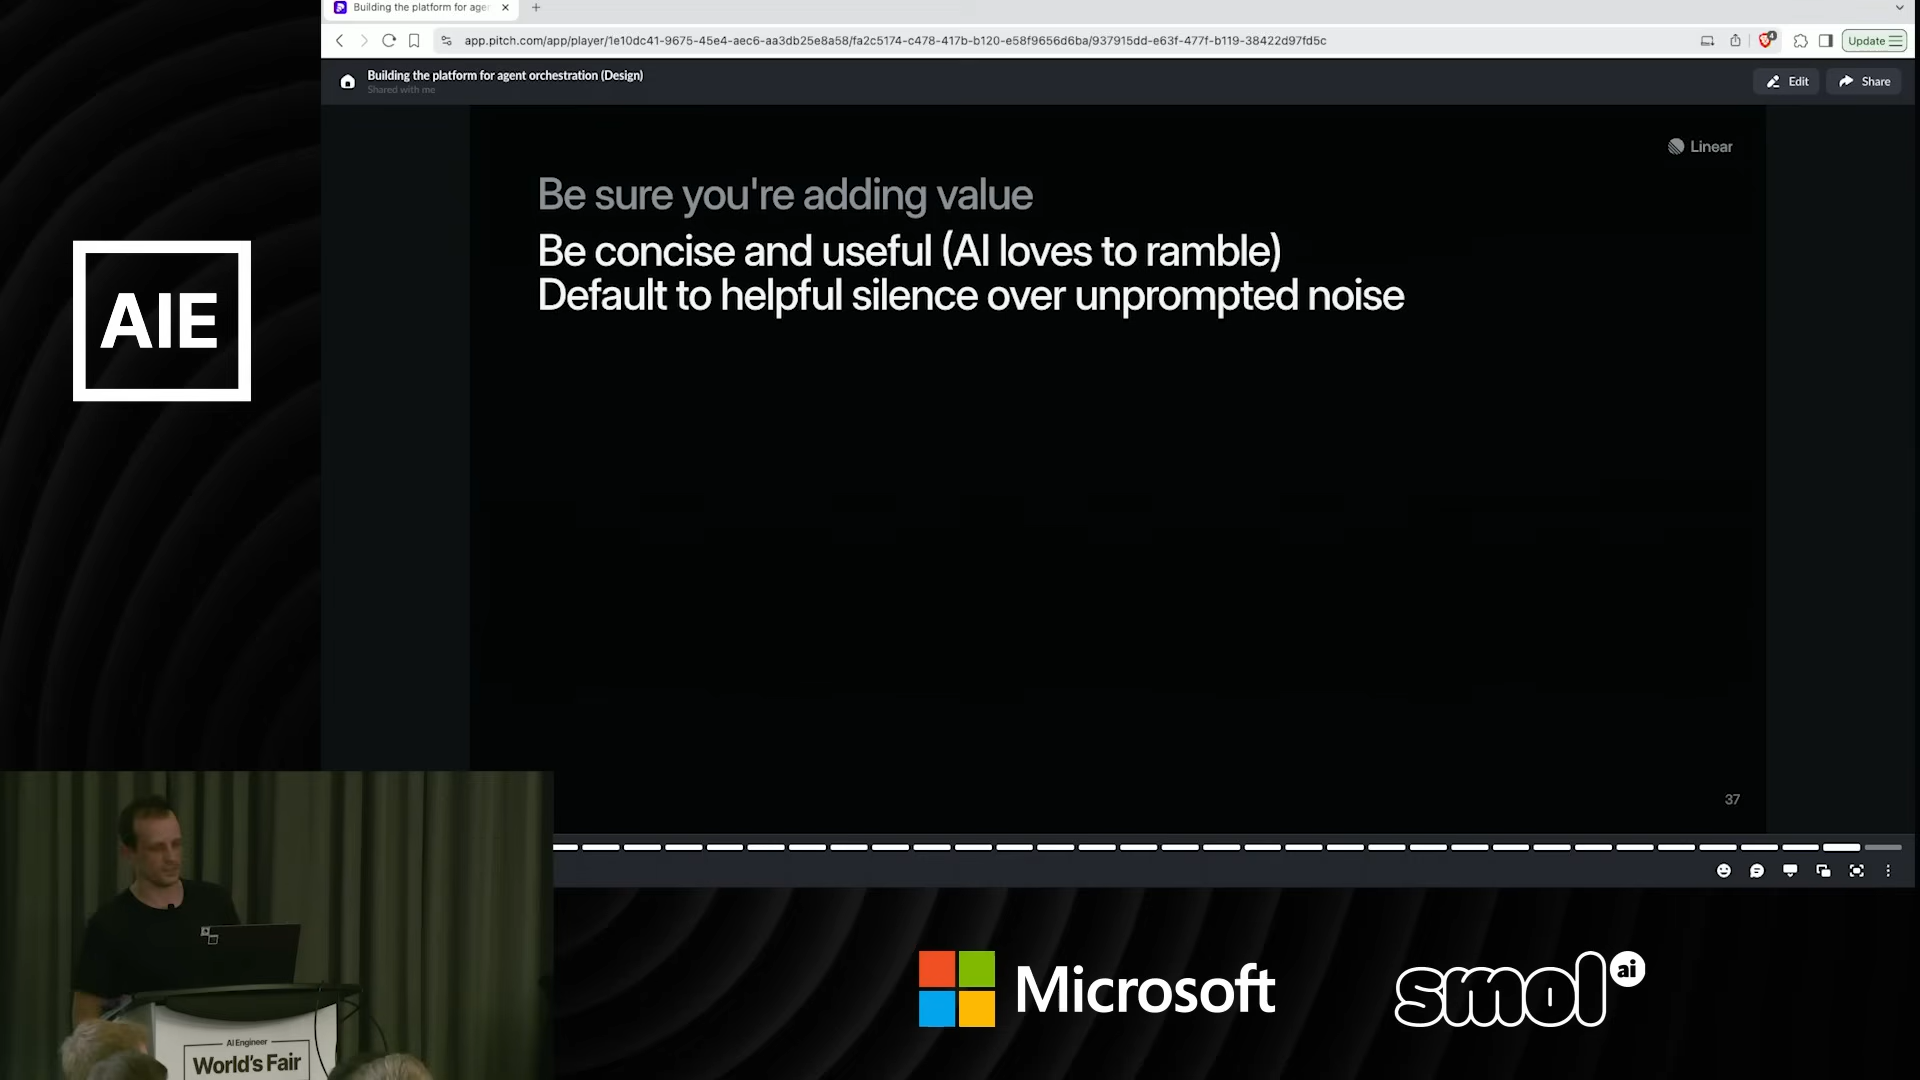 Building the platform for age
app.pitch.com/app/player/1e10dc41-9675-45e4-aec6-aa3db25e8a58/fa2c5174-c478-417b-b120-e58f9656d6ba/937915dd-e63f-477f-b119-38422d97fd5c
Update
Building the platform for agent orchestration (Design)
Shared with me
Edit
Share
Linear
Be sure you're adding value
Be concise and useful (AI loves to ramble)
Default to helpful silence over unprompted noise
AIE
37
Microsoft
smol
ai
AI Engineer
World's Fair